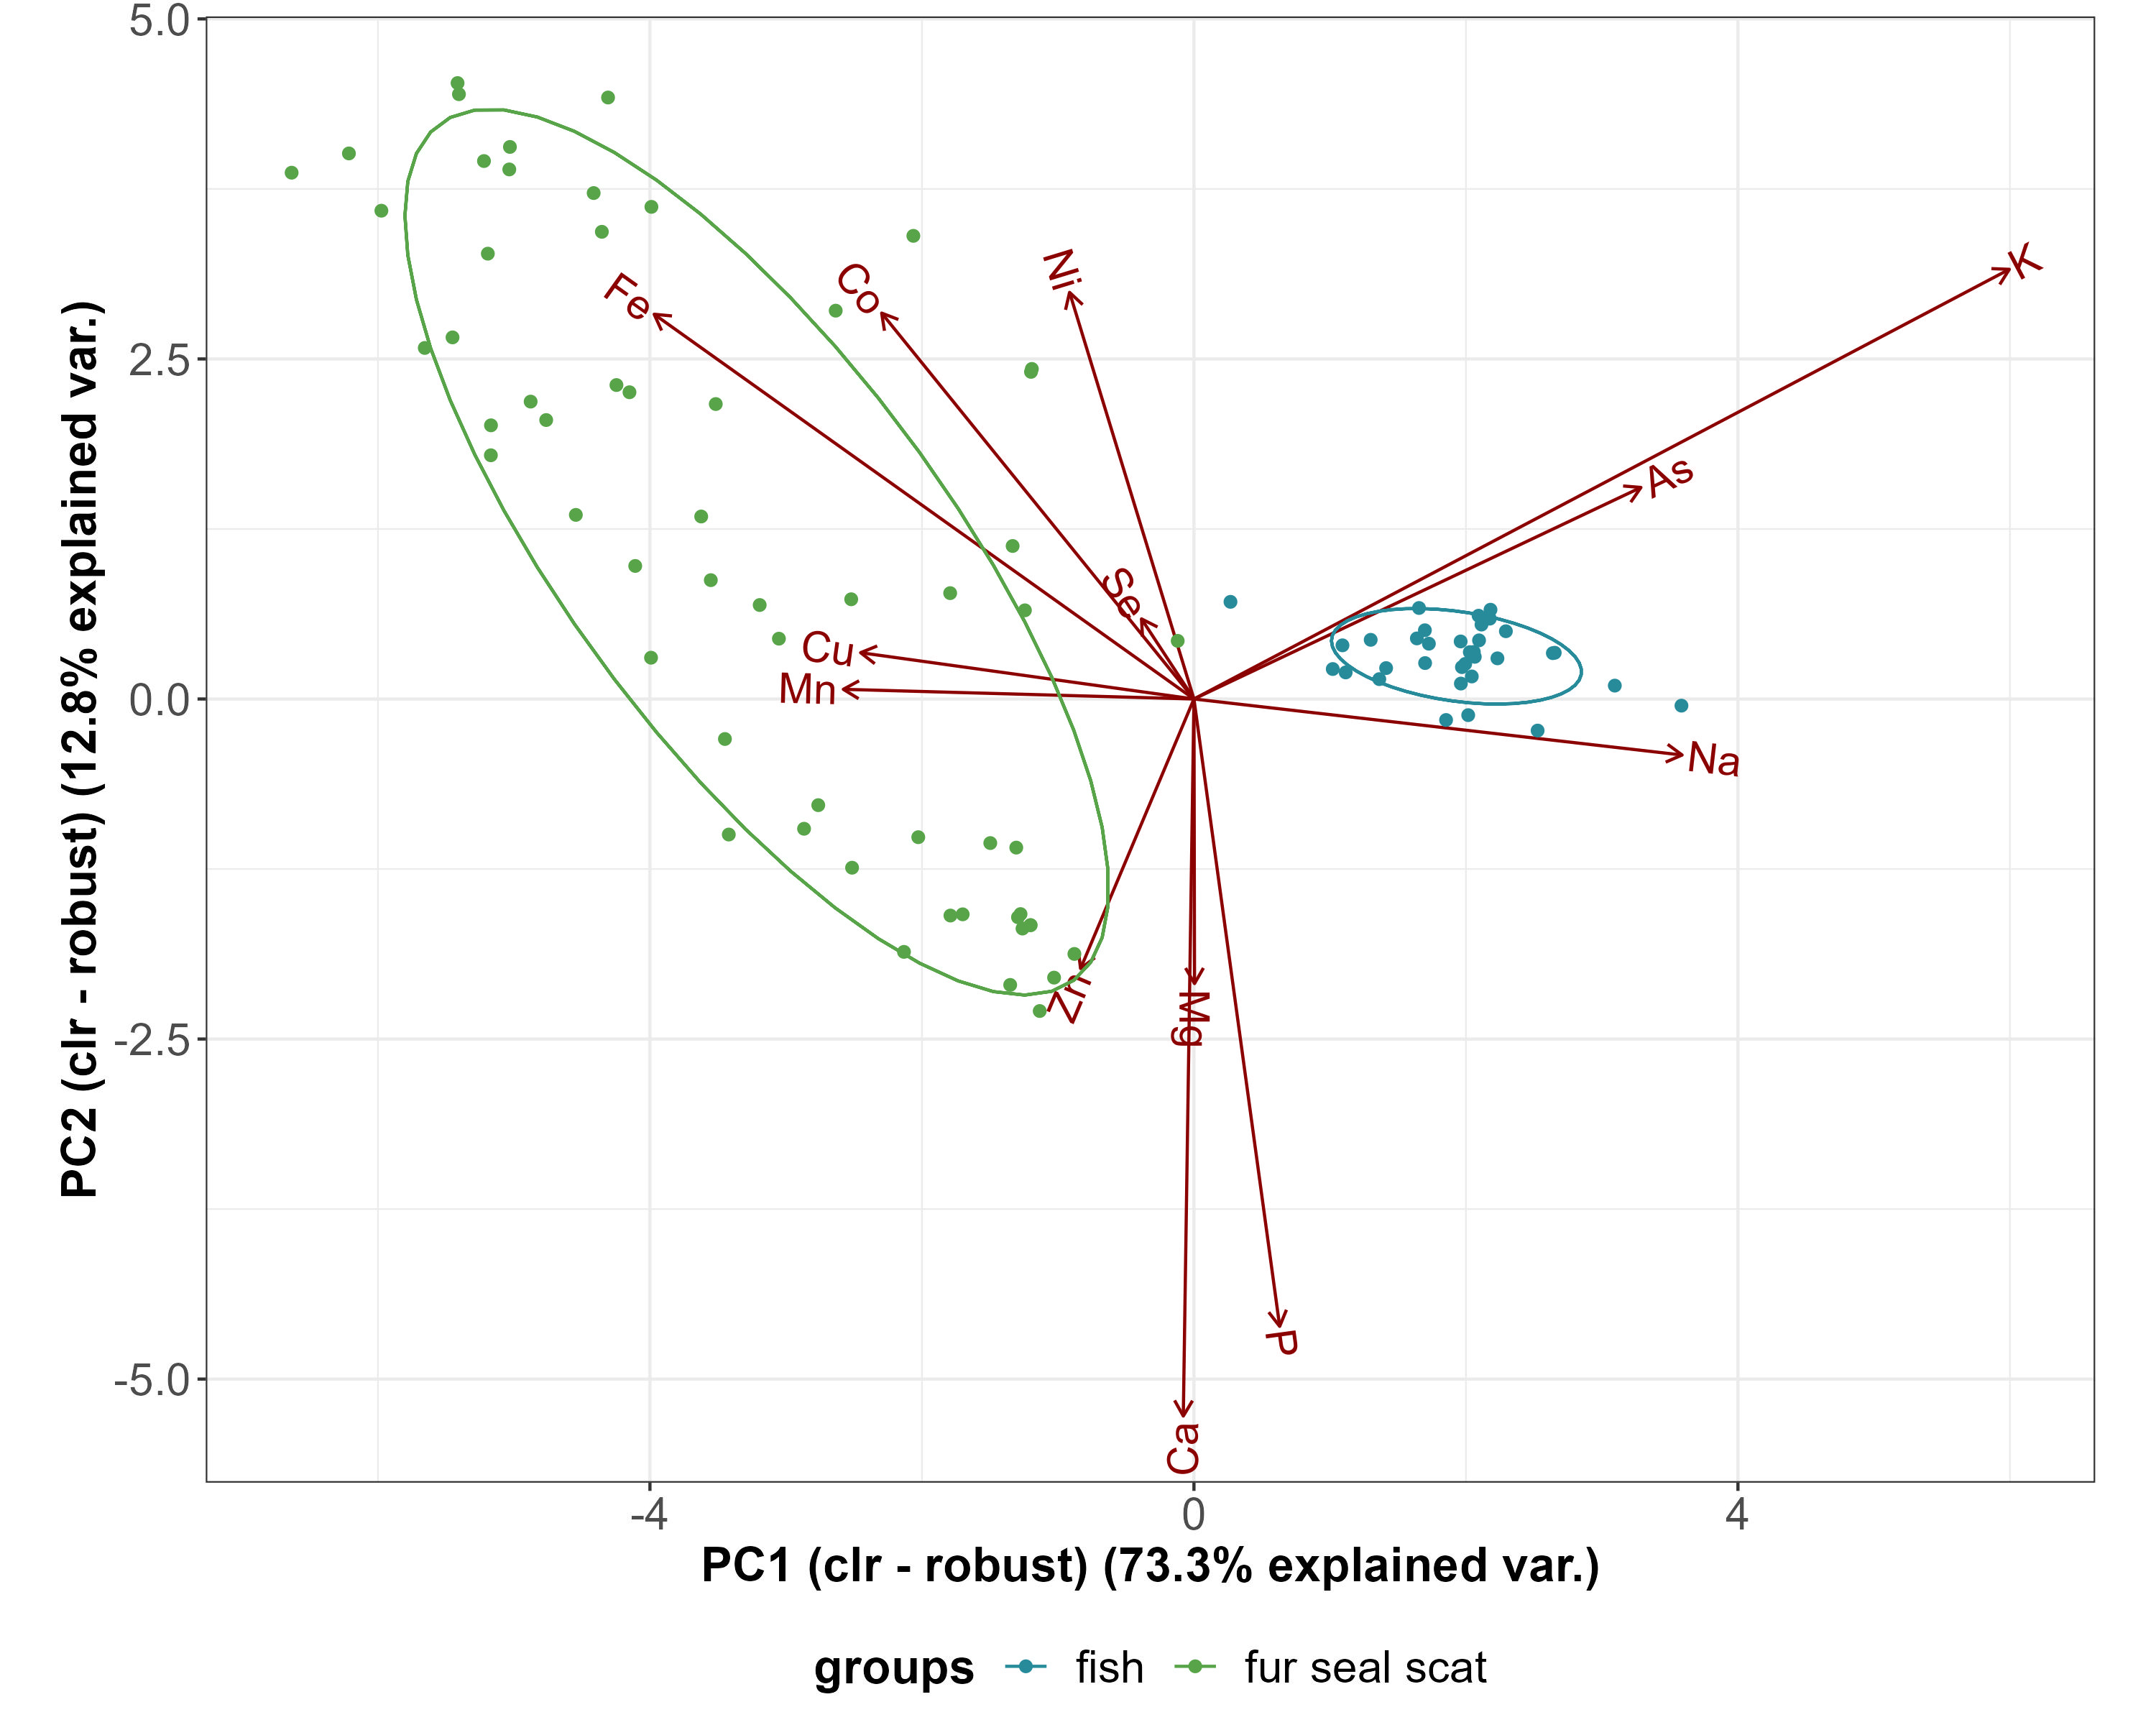 5.0
2.5
0.0
-2.5
-5.0
PC2 (clr - robust) (12.8% explained var.)
Fe
Co
Ni
K
As
Se
Cu
Mn
Na
Zn
Mg
P
Ca
-4
0
4
PC1 (clr - robust) (73.3% explained var.)
groups fish fur seal scat